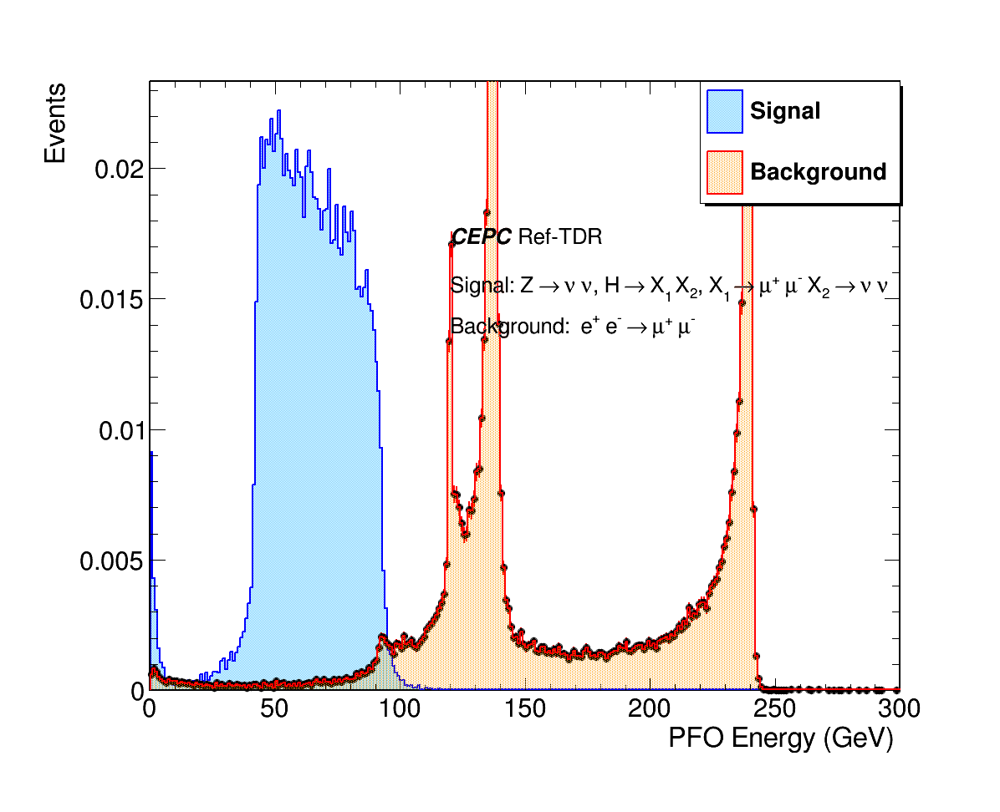 Events
Signal
Background
0.02
CEPC Ref-TDR
Signal: Z → ν ν, H → X₁ X₂, X₁ → μ⁺ μ⁻ X₂ → ν ν
0.015
Background: e⁺ e⁻ → μ⁺ μ⁻
0.01
0.005
0
0 50 100 150 200 250 300
PFO Energy (GeV)